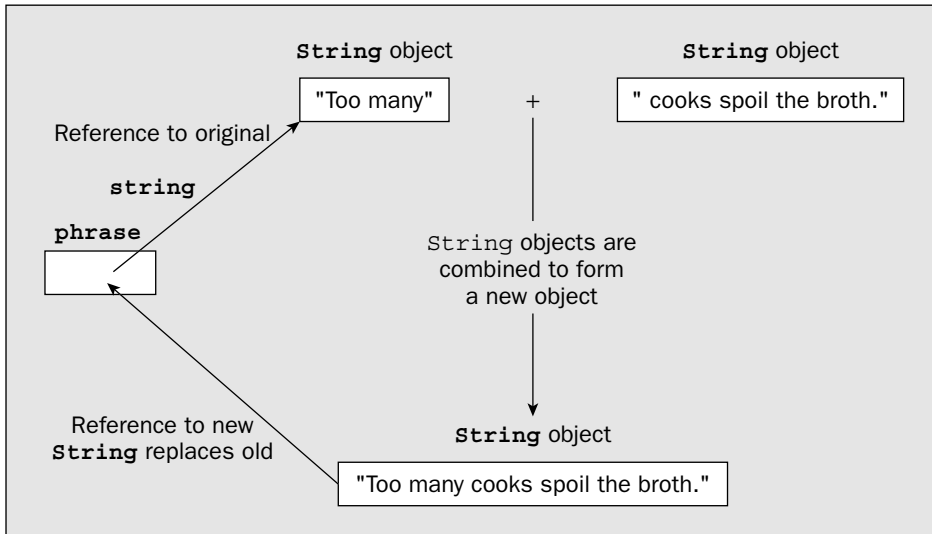 String object
String object
"Too many"
+
" cooks spoil the broth."
Reference to original
string
phrase
String objects are
combined to form
a new object
Reference to new
String replaces old
String object
"Too many cooks spoil the broth."